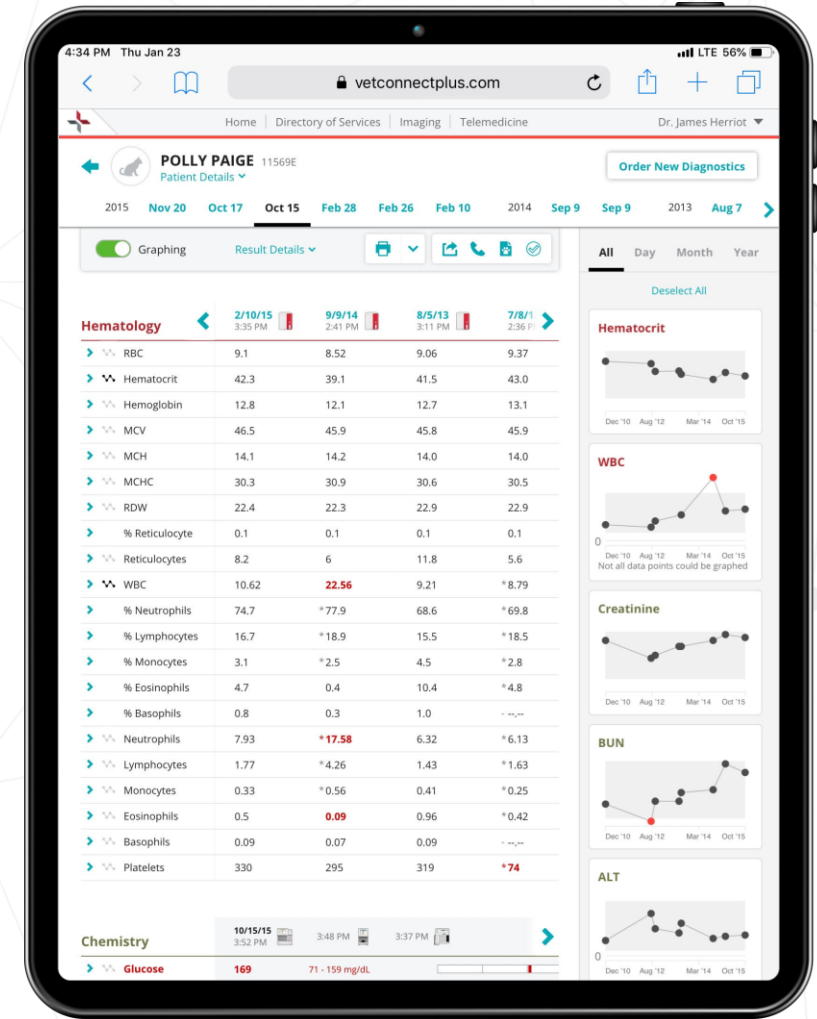 4:34 PM Thu Jan 23 LTE 56%
vetconnectplus.com
Home Directory of Services Imaging Telemedicine Dr. James Herriot
POLLY PAIGE 11569E
Patient Details
Order New Diagnostics
2015 Nov 20 Oct 17 Oct 15 Feb 28 Feb 26 Feb 10 2014 Sep 9 Sep 9 2013 Aug 7
Graphing Result Details
Hematology 2/10/15 9/9/14 8/5/13 7/8/1
3:35 PM 2:41 PM 3:11 PM 2:36 P
RBC 9.1 8.52 9.06 9.37
Hematocrit 42.3 39.1 41.5 43.0
Hemoglobin 12.8 12.1 12.7 13.1
MCV 46.5 45.9 45.8 45.9
MCH 14.1 14.2 14.0 14.0
MCHC 30.3 30.9 30.6 30.5
RDW 22.4 22.3 22.9 22.9
% Reticulocyte 0.1 0.1 0.1 0.1
Reticulocytes 8.2 6 11.8 5.6
WBC 10.62 22.56 9.21 *8.79
% Neutrophils 74.7 *77.9 68.6 *69.8
% Lymphocytes 16.7 *18.9 15.5 *18.5
% Monocytes 3.1 *2.5 4.5 *2.8
% Eosinophils 4.7 0.4 10.4 *4.8
% Basophils 0.8 0.3 1.0 - --.--
Neutrophils 7.93 *17.58 6.32 *6.13
Lymphocytes 1.77 *4.26 1.43 *1.63
Monocytes 0.33 *0.56 0.41 *0.25
Eosinophils 0.5 0.09 0.96 *0.42
Basophils 0.09 0.07 0.09 - --.--
Platelets 330 295 319 *74
Chemistry 10/15/15
3:52 PM 3:48 PM 3:37 PM
Glucose 169 71 - 159 mg/dL
All Day Month Year
Deselect All
Hematocrit
Dec '10 Aug '12 Mar '14 Oct '15
WBC
0
Dec '10 Aug '12 Mar '14 Oct '15
Not all data points could be graphed
Creatinine
Dec '10 Aug '12 Mar '14 Oct '15
BUN
Dec '10 Aug '12 Mar '14 Oct '15
ALT
0
Dec '10 Aug '12 Mar '14 Oct '15